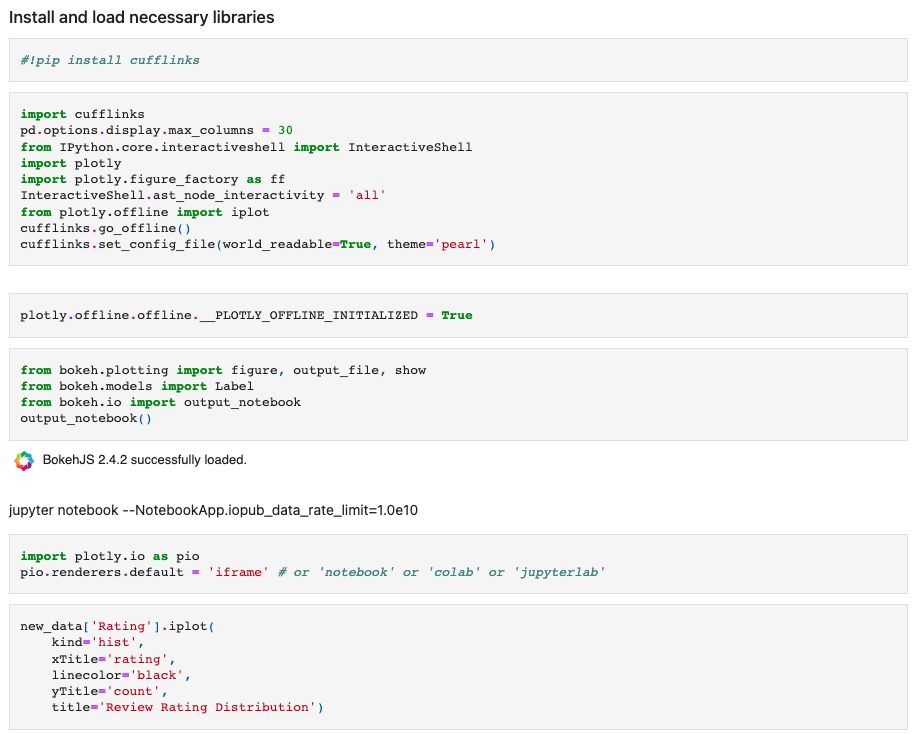 Install and load necessary libraries
#!pip install cufflinks
import cufflinks
pd.options.display.max_columns = 30
from IPython.core.interactiveshell import InteractiveShell
import plotly
import plotly.figure_factory as ff
InteractiveShell.ast_node_interactivity = 'all'
from plotly.offline import iplot
cufflinks.go_offline()
cufflinks.set_config_file(world_readable=True, theme='pearl')
plotly.offline.offline.__PLOTLY_OFFLINE_INITIALIZED = True
from bokeh.plotting import figure, output_file, show
from bokeh.models import Label
from bokeh.io import output_notebook
output_notebook()
BokehJS 2.4.2 successfully loaded.
jupyter notebook --NotebookApp.iopub_data_rate_limit=1.0e10
import plotly.io as pio
pio.renderers.default = 'iframe' # or 'notebook' or 'colab' or 'jupyterlab'
new_data['Rating'].iplot(
    kind='hist',
    xTitle='rating',
    linecolor='black',
    yTitle='count',
    title='Review Rating Distribution')